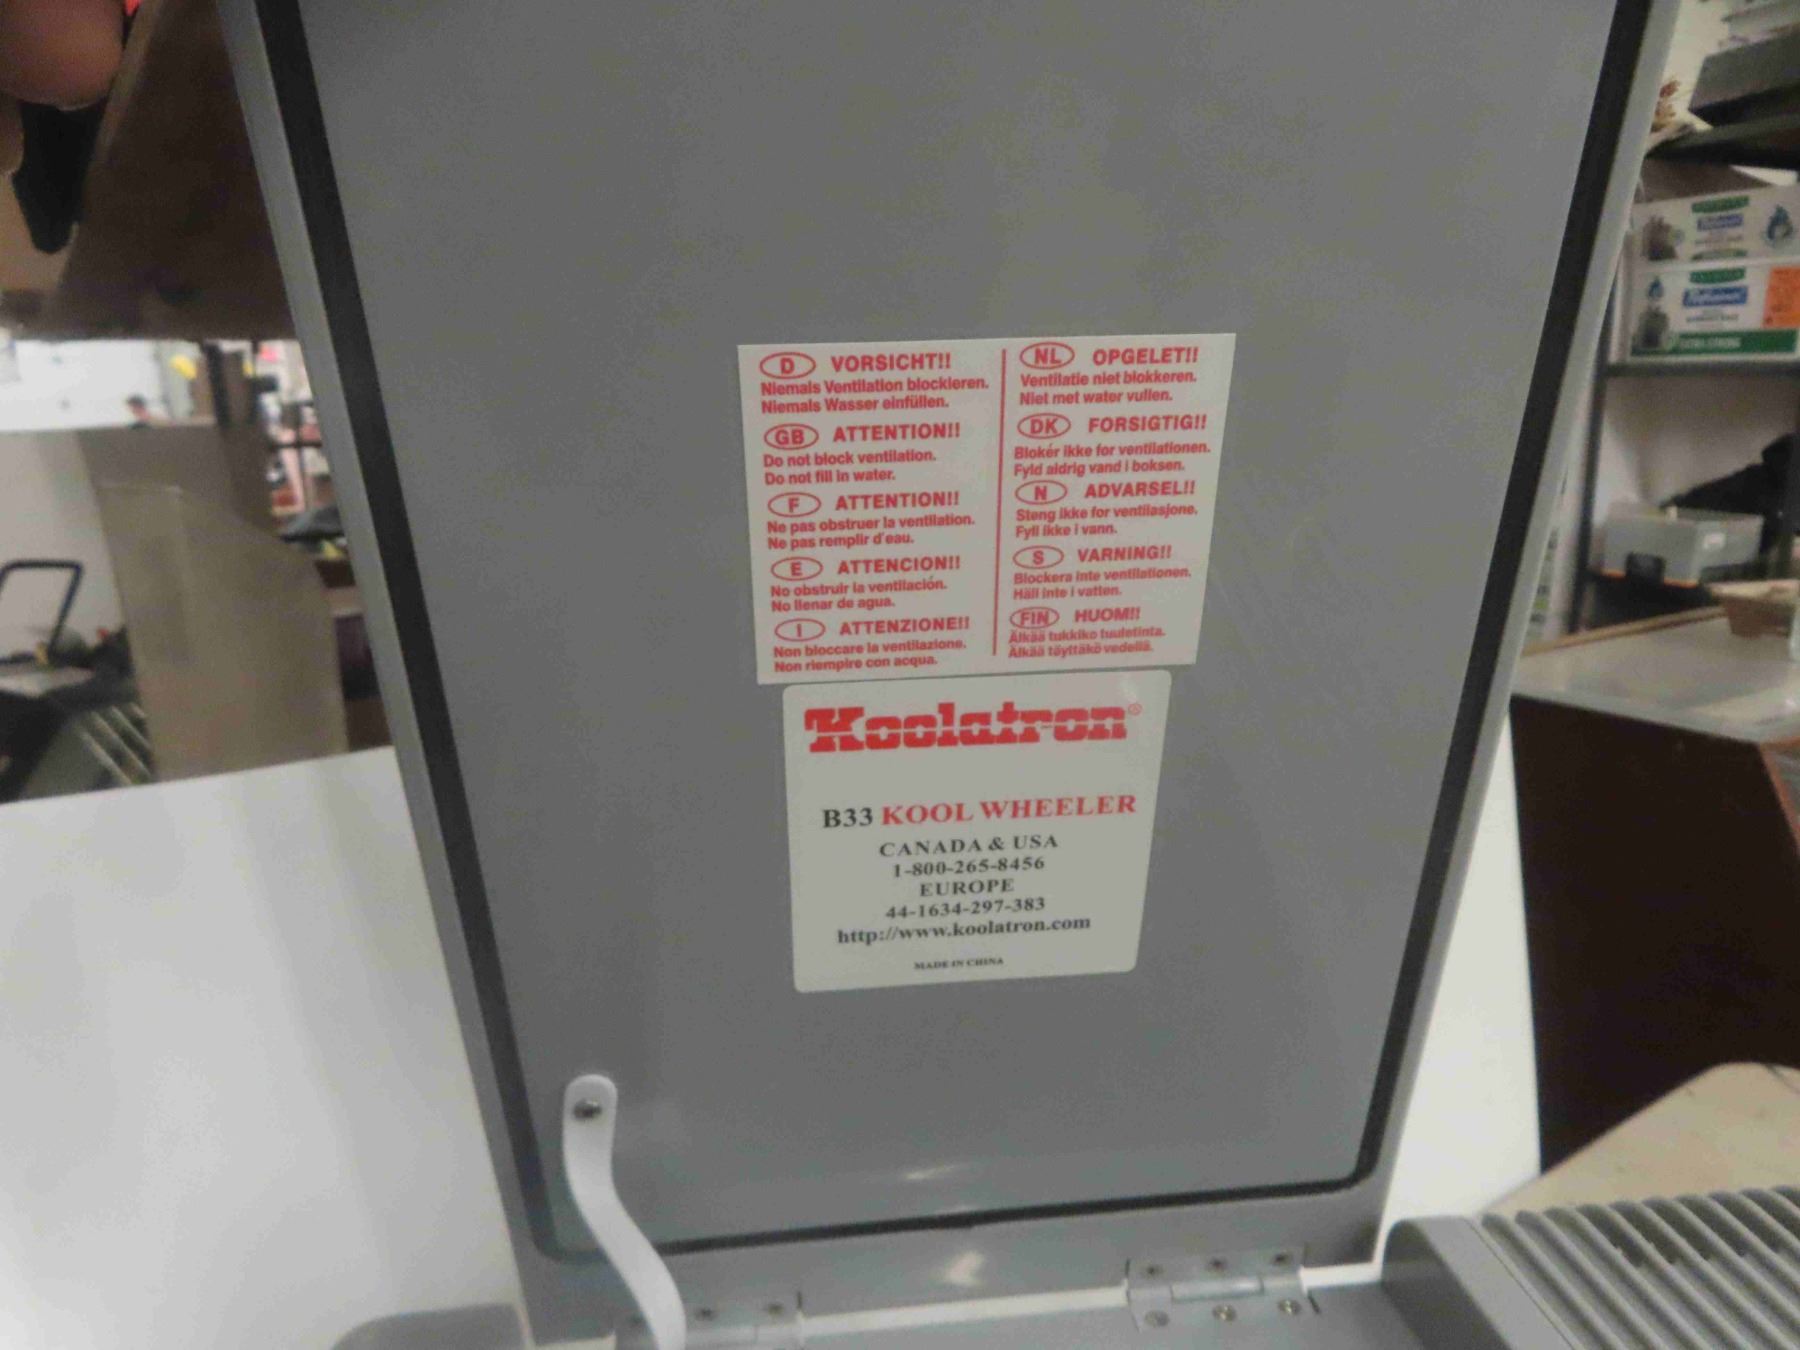 D VORSICHT!!
Niemals Ventilation blockieren.
Niemals Wasser einfüllen.
GB ATTENTION!!
Do not block ventilation.
Do not fill in water.
F ATTENTION!!
Ne pas obstruer la ventilation.
Ne pas remplir d'eau.
E ATTENCION!!
No obstruir la ventilación.
No llenar de agua.
I ATTENZIONE!!
Non bloccare la ventilazione.
Non riempire con acqua.
NL OPGELET!!
Ventilatie niet blokkeren.
Niet met water vullen.
DK FORSIGTIG!!
Blokér ikke for ventilationen.
Fyld aldrig vand i boksen.
N ADVARSEL!!
Steng ikke for ventilasjone.
Fyll ikke i vann.
S VARNING!!
Blockera inte ventilationen.
Häll inte i vatten.
FIN HUOM!!
Älkää tukkiko tuuletinta.
Älkää täyttäkö vedellä.
Koolatron®
B33 KOOL WHEELER
CANADA & USA
1-800-265-8456
EUROPE
44-1634-297-383
http://www.koolatron.com
MADE IN CHINA
EXTRA STRONG